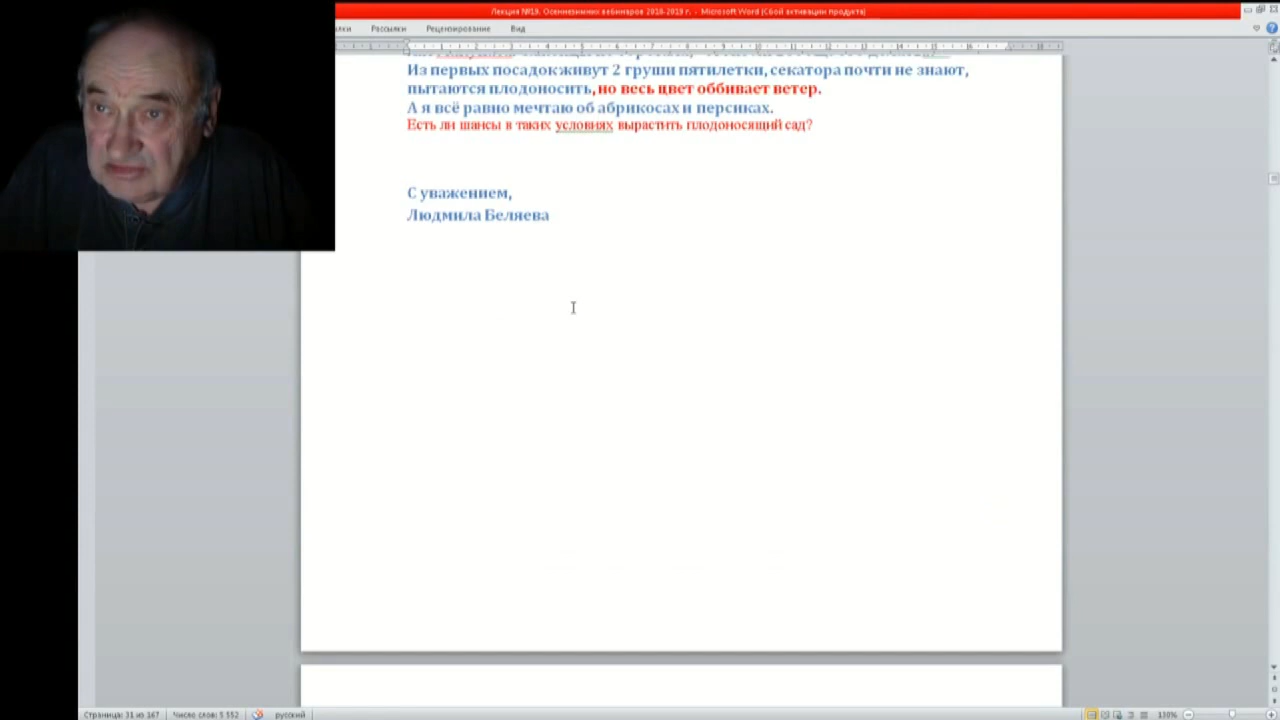 Лекция №19. Осеннезимних вебинаров 2018-2019 г. - Microsoft Word (Сбой активации продукта)
Рассылки Рецензирование Вид
Из первых посадок живут 2 груши пятилетки, секатора почти не знают,
пытаются плодоносить, но весь цвет оббивает ветер.
А я всё равно мечтаю об абрикосах и персиках.
Есть ли шансы в таких условиях вырастить плодоносящий сад?
С уважением,
Людмила Беляева
Страница: 31 из 167 Число слов: 5 552 русский 130%